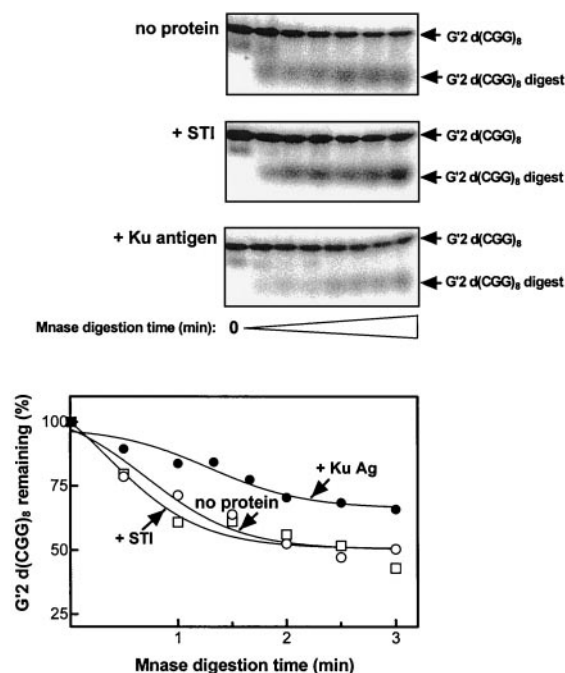 no protein
G'2 d(CGG)₈
G'2 d(CGG)₈ digest
+ STI
G'2 d(CGG)₈
G'2 d(CGG)₈ digest
+ Ku antigen
G'2 d(CGG)₈
G'2 d(CGG)₈ digest
Mnase digestion time (min): 0
G'2 d(CGG)₈ remaining (%)
100
75
50
25
+ Ku Ag
no protein
+ STI
1 2 3
Mnase digestion time (min)